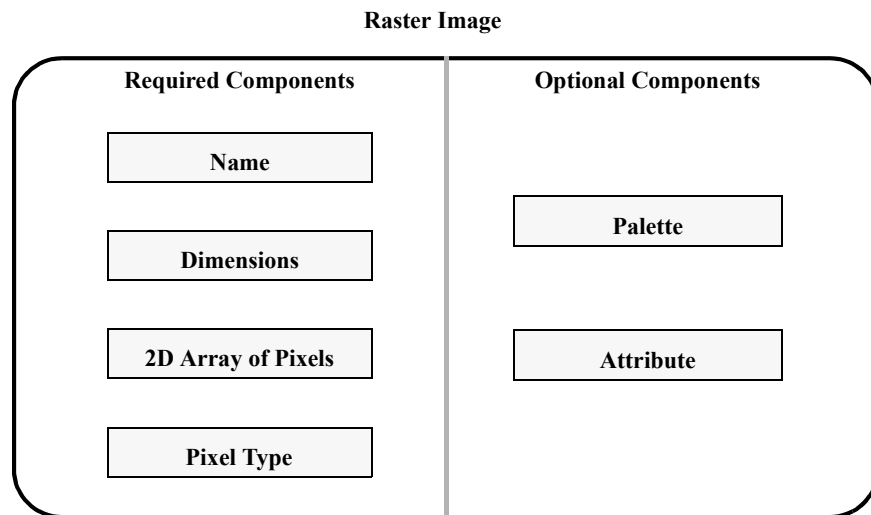 Raster Image
Required Components
Name
Dimensions
2D Array of Pixels
Pixel Type
Optional Components
Palette
Attribute